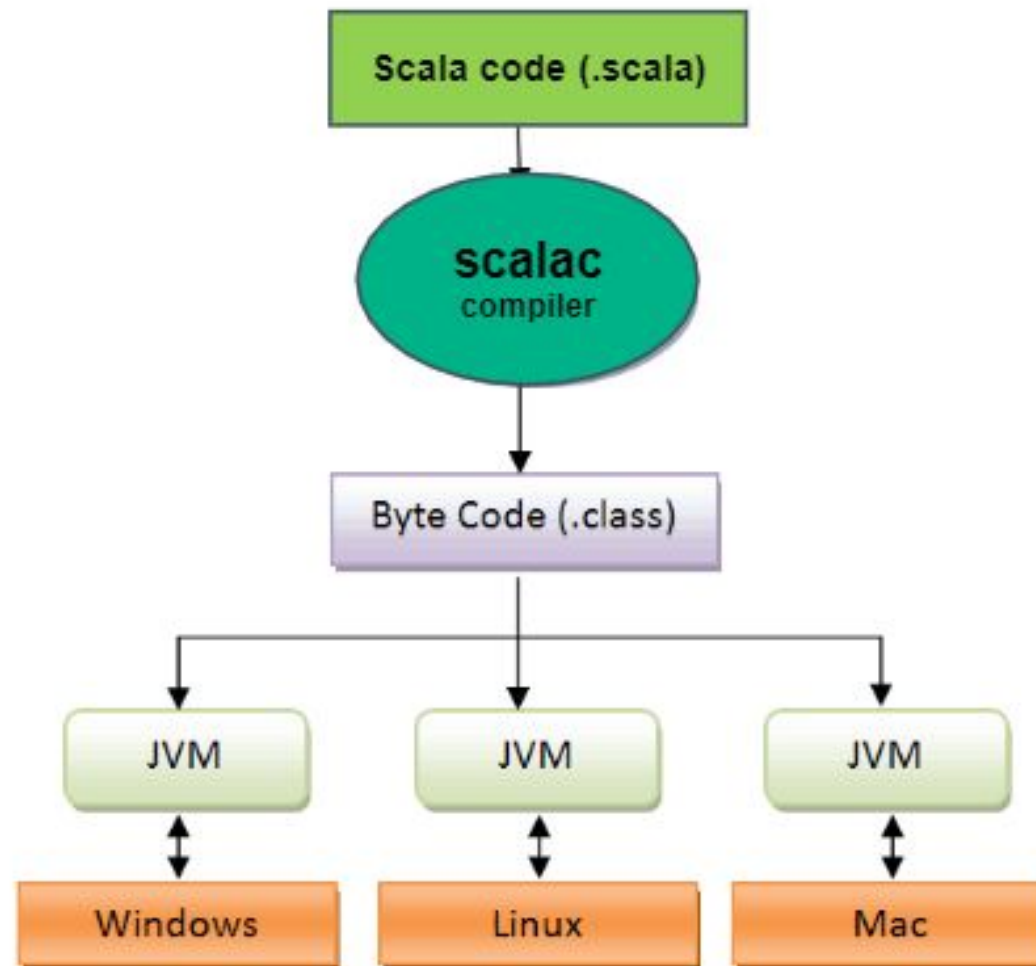 Scala code (.scala)
scalac
compiler
Byte Code (.class)
JVM
JVM
JVM
Windows
Linux
Mac